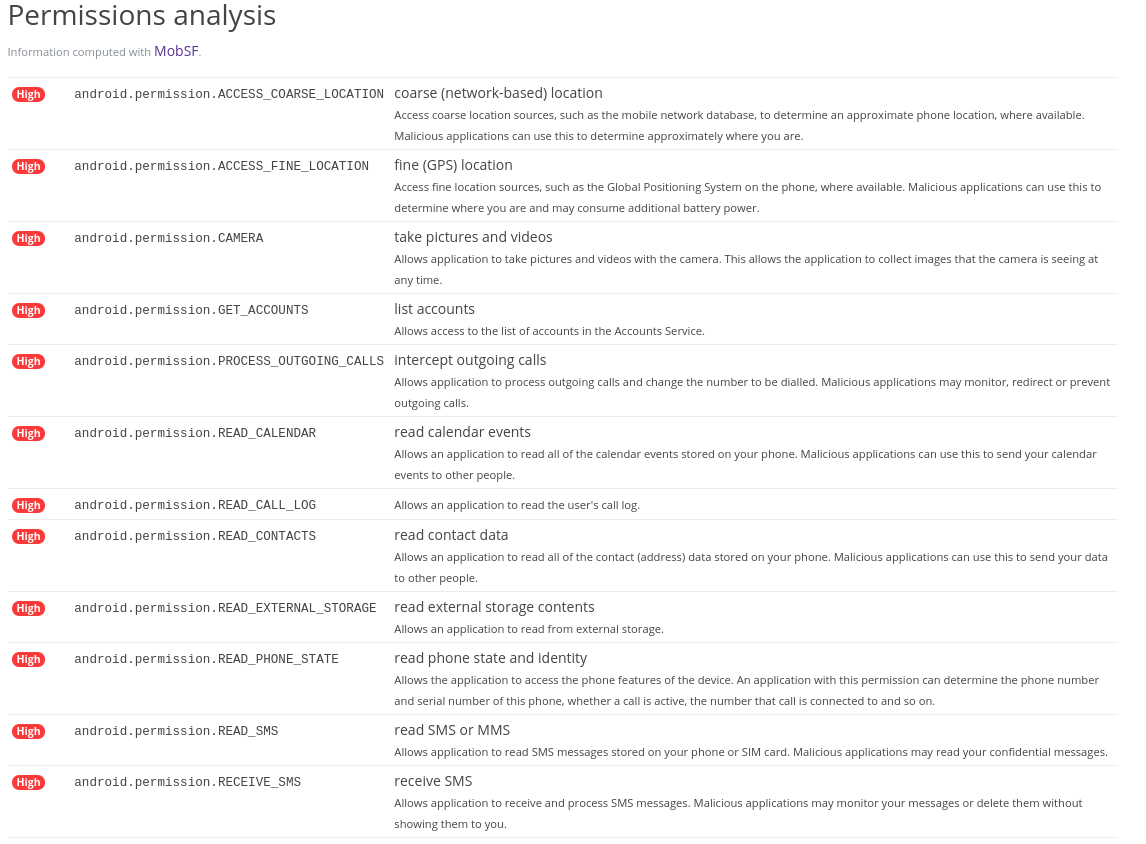 Permissions analysis
Information computed with MobSF.
High android.permission.ACCESS_COARSE_LOCATION coarse (network-based) location
Access coarse location sources, such as the mobile network database, to determine an approximate phone location, where available.
Malicious applications can use this to determine approximately where you are.
High android.permission.ACCESS_FINE_LOCATION fine (GPS) location
Access fine location sources, such as the Global Positioning System on the phone, where available. Malicious applications can use this to
determine where you are and may consume additional battery power.
High android.permission.CAMERA take pictures and videos
Allows application to take pictures and videos with the camera. This allows the application to collect images that the camera is seeing at
any time.
High android.permission.GET_ACCOUNTS list accounts
Allows access to the list of accounts in the Accounts Service.
High android.permission.PROCESS_OUTGOING_CALLS intercept outgoing calls
Allows application to process outgoing calls and change the number to be dialled. Malicious applications may monitor, redirect or prevent
outgoing calls.
High android.permission.READ_CALENDAR read calendar events
Allows an application to read all of the calendar events stored on your phone. Malicious applications can use this to send your calendar
events to other people.
High android.permission.READ_CALL_LOG Allows an application to read the user's call log.
High android.permission.READ_CONTACTS read contact data
Allows an application to read all of the contact (address) data stored on your phone. Malicious applications can use this to send your data
to other people.
High android.permission.READ_EXTERNAL_STORAGE read external storage contents
Allows an application to read from external storage.
High android.permission.READ_PHONE_STATE read phone state and identity
Allows the application to access the phone features of the device. An application with this permission can determine the phone number
and serial number of this phone, whether a call is active, the number that call is connected to and so on.
High android.permission.READ_SMS read SMS or MMS
Allows application to read SMS messages stored on your phone or SIM card. Malicious applications may read your confidential messages.
High android.permission.RECEIVE_SMS receive SMS
Allows application to receive and process SMS messages. Malicious applications may monitor your messages or delete them without
showing them to you.